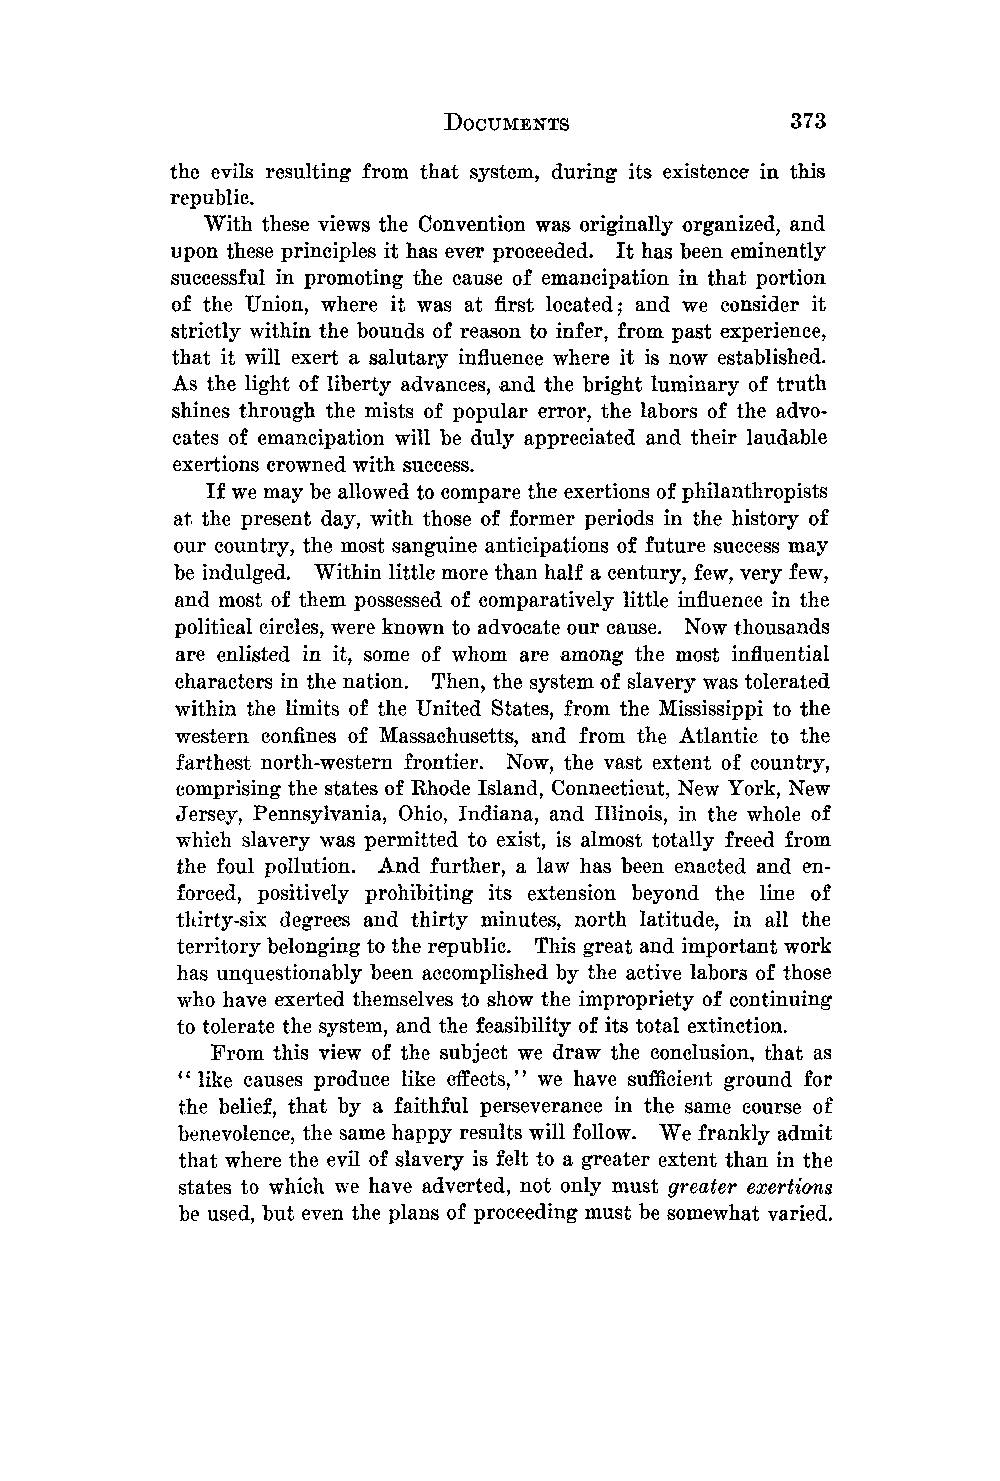 DOCUMENTS 373
the evils resulting from that system, during its existence in this
republic.
With these views the Convention was originally organized, and
upon these principles it has ever proceeded. It has been eminently
successful in promoting the cause of emancipation in that portion
of the Union, where it was at first located; and we consider it
strictly within the bounds of reason to infer, from past experience,
that it will exert a salutary influence where it is now established.
As the light of liberty advances, and the bright luminary of truth
shines through the mists of popular error, the labors of the advo-
cates of emancipation will be duly appreciated and their laudable
exertions crowned with success.
If we may be allowed to compare the exertions of philanthropists
at the present day, with those of former periods in the history of
our country, the most sanguine anticipations of future success may
be indulged. Within little more than half a century, few, very few,
and most of them possessed of comparatively little influence in the
political circles, were known to advocate our cause. Now thousands
are enlisted in it, some of whom are among the most influential
characters in the nation. Then, the system of slavery was tolerated
within the limits of the United States, from the Mississippi to the
western confines of Massachusetts, and from the Atlantic to the
farthest north-western frontier. Now, the vast extent of country,
comprising the states of Rhode Island, Connecticut, New York, New
Jersey, Pennsylvania, Ohio, Indiana, and Illinois, in the whole of
which slavery was permitted to exist, is almost totally freed from
the foul pollution. And further, a law has been enacted and en-
forced, positively prohibiting its extension beyond the line of
thirty-six degrees and thirty minutes, north latitude, in all the
territory belonging to the republic. This great and important work
has unquestionably been accomplished by the active labors of those
who have exerted themselves to show the impropriety of continuing
to tolerate the system, and the feasibility of its total extinction.
From this view of the subject we draw the conclusion, that as
"like causes produce like effects," we have sufficient ground for
the belief, that by a faithful perseverance in the same course of
benevolence, the same happy results will follow. We frankly admit
that where the evil of slavery is felt to a greater extent than in the
states to which we have adverted, not only must greater exertions
be used, but even the plans of proceeding must be somewhat varied.